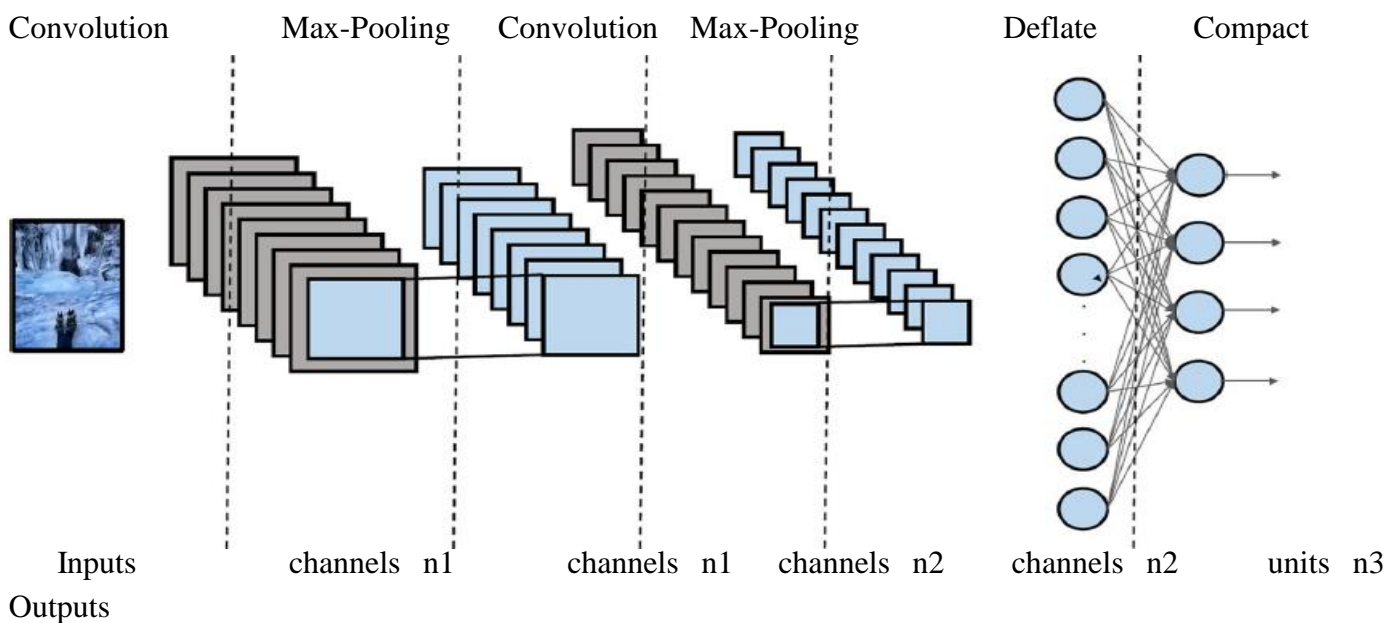 Convolution Max-Pooling Convolution Max-Pooling Deflate Compact
Inputs channels n1 channels n1 channels n2 channels n2 units n3
Outputs